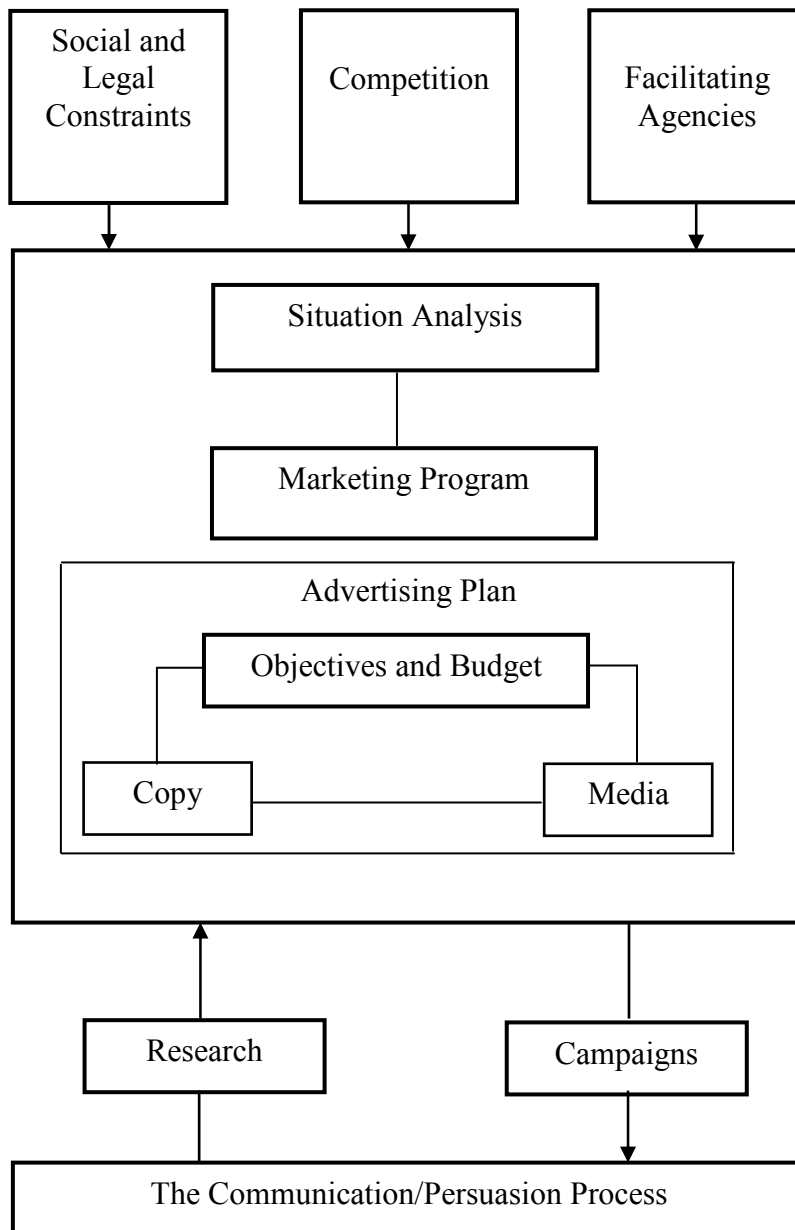 Social and
Legal
Constraints
Competition
Facilitating
Agencies
Situation Analysis
Marketing Program
Advertising Plan
Objectives and Budget
Copy
Media
Research
Campaigns
The Communication/Persuasion Process